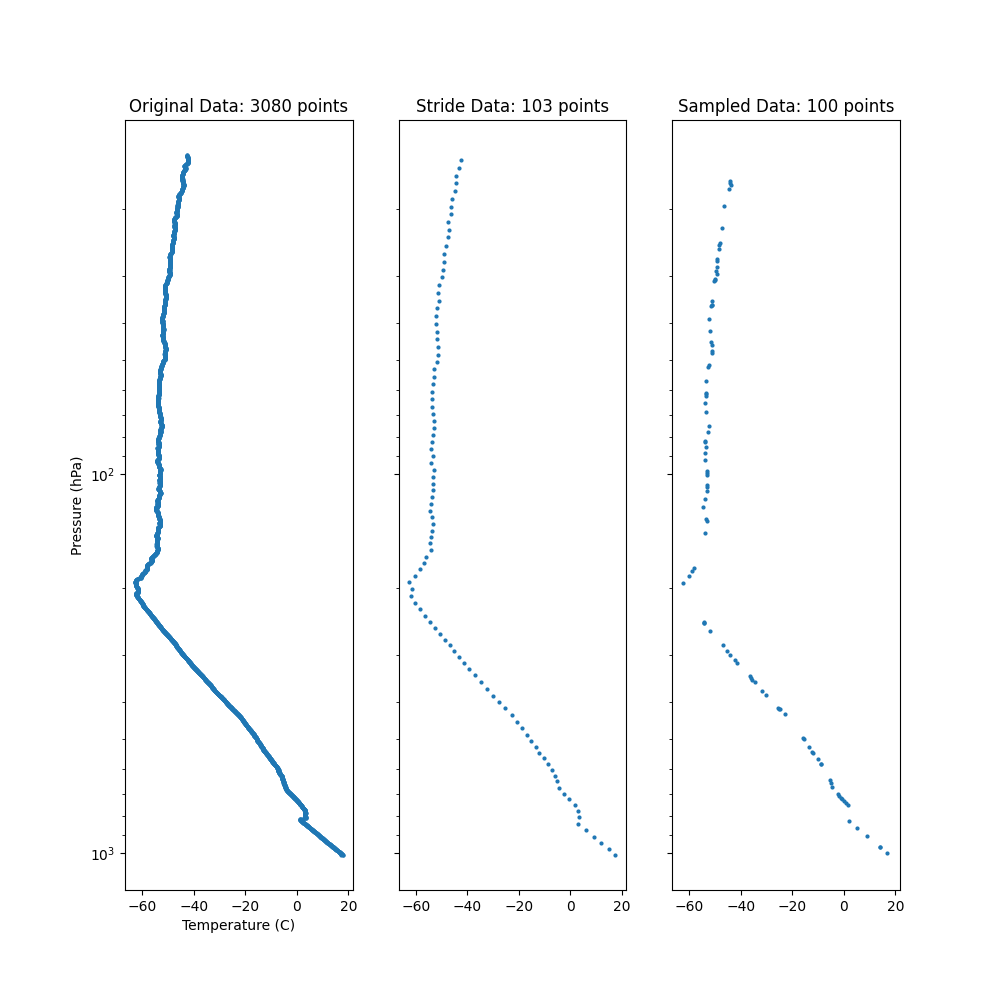 Original Data: 3080 points
Stride Data: 103 points
Sampled Data: 100 points
Pressure (hPa)
10²
10³
−60 −40 −20 0 20
−60 −40 −20 0 20
−60 −40 −20 0 20
Temperature (C)